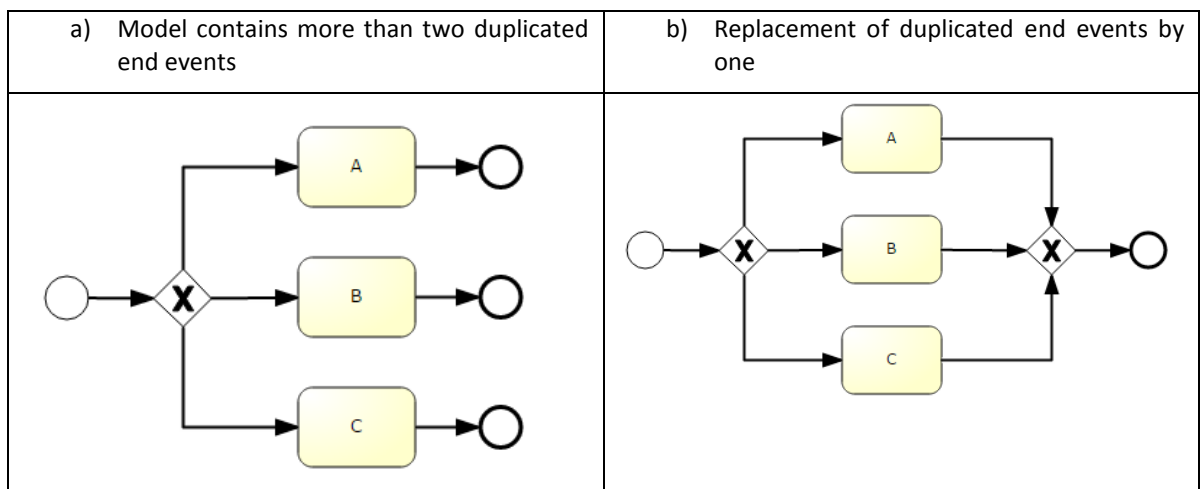 a) Model contains more than two duplicated
end events
b) Replacement of duplicated end events by
one
A
B
C
X
A
B
C
X
X